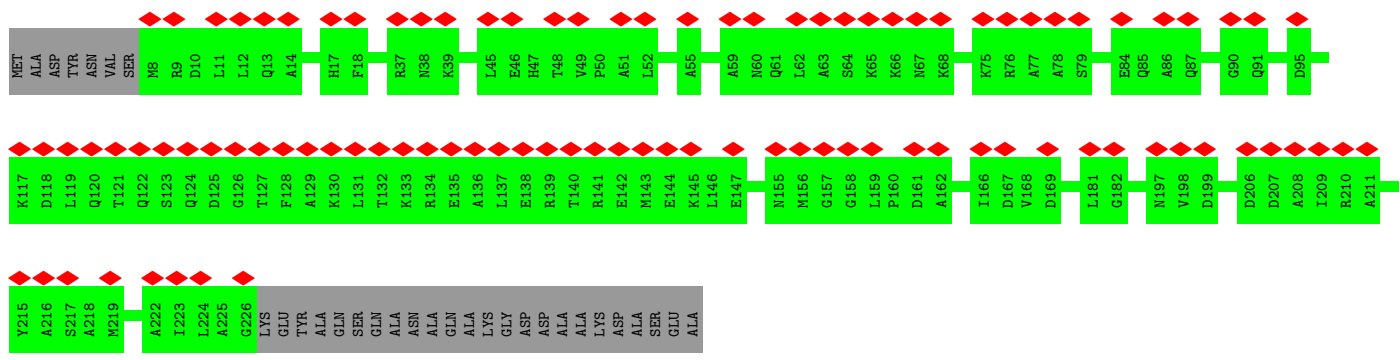 MET ALA ASP TYR ASN VAL SER M8 R9 D10 L11 L12 Q13 A14 H17 F18 R37 N38 K39 L45 E46 H47 T48 V49 P50 A51 L52 A55 A59 N60 Q61 L62 A63 S64 K65 K66 N67 K68 K75 R76 A77 A78 S79 E84 Q85 A86 Q87 G90 Q91 D95
K117 D118 L119 Q120 T121 Q122 S123 Q124 D125 G126 T127 F128 A129 K130 L131 T132 K133 R134 E135 A136 L137 E138 R139 T140 R141 E142 M143 E144 K145 L146 E147 N155 M156 G157 G158 L159 P160 D161 A162 I166 D167 V168 D169 L181 G182 N197 V198 D199 D206 D207 A208 I209 R210 A211
Y215 A216 S217 A218 M219 A222 I223 L224 A225 G226 LYS GLU TYR ALA GLN SER GLN ALA ASN ALA GLN ALA LYS GLY ASP ASP ALA ALA LYS ASP ALA SER GLU ALA